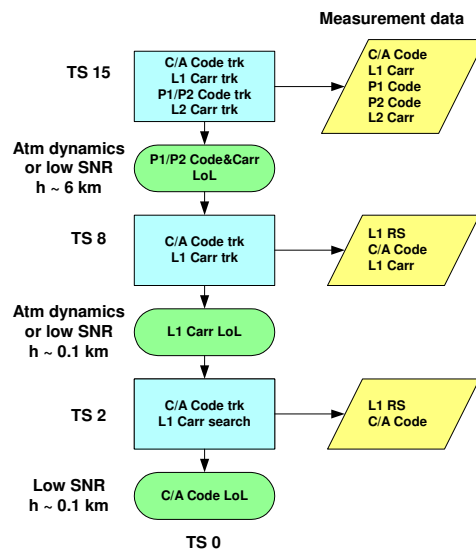 Measurement data
TS 15
C/A Code trk
L1 Carr trk
P1/P2 Code trk
L2 Carr trk
C/A Code
L1 Carr
P1 Code
P2 Code
L2 Carr
Atm dynamics
or low SNR
h ~ 6 km
P1/P2 Code&Carr
LoL
TS 8
C/A Code trk
L1 Carr trk
L1 RS
C/A Code
L1 Carr
Atm dynamics
or low SNR
h ~ 0.1 km
L1 Carr LoL
TS 2
C/A Code trk
L1 Carr search
L1 RS
C/A Code
Low SNR
h ~ 0.1 km
C/A Code LoL
TS 0